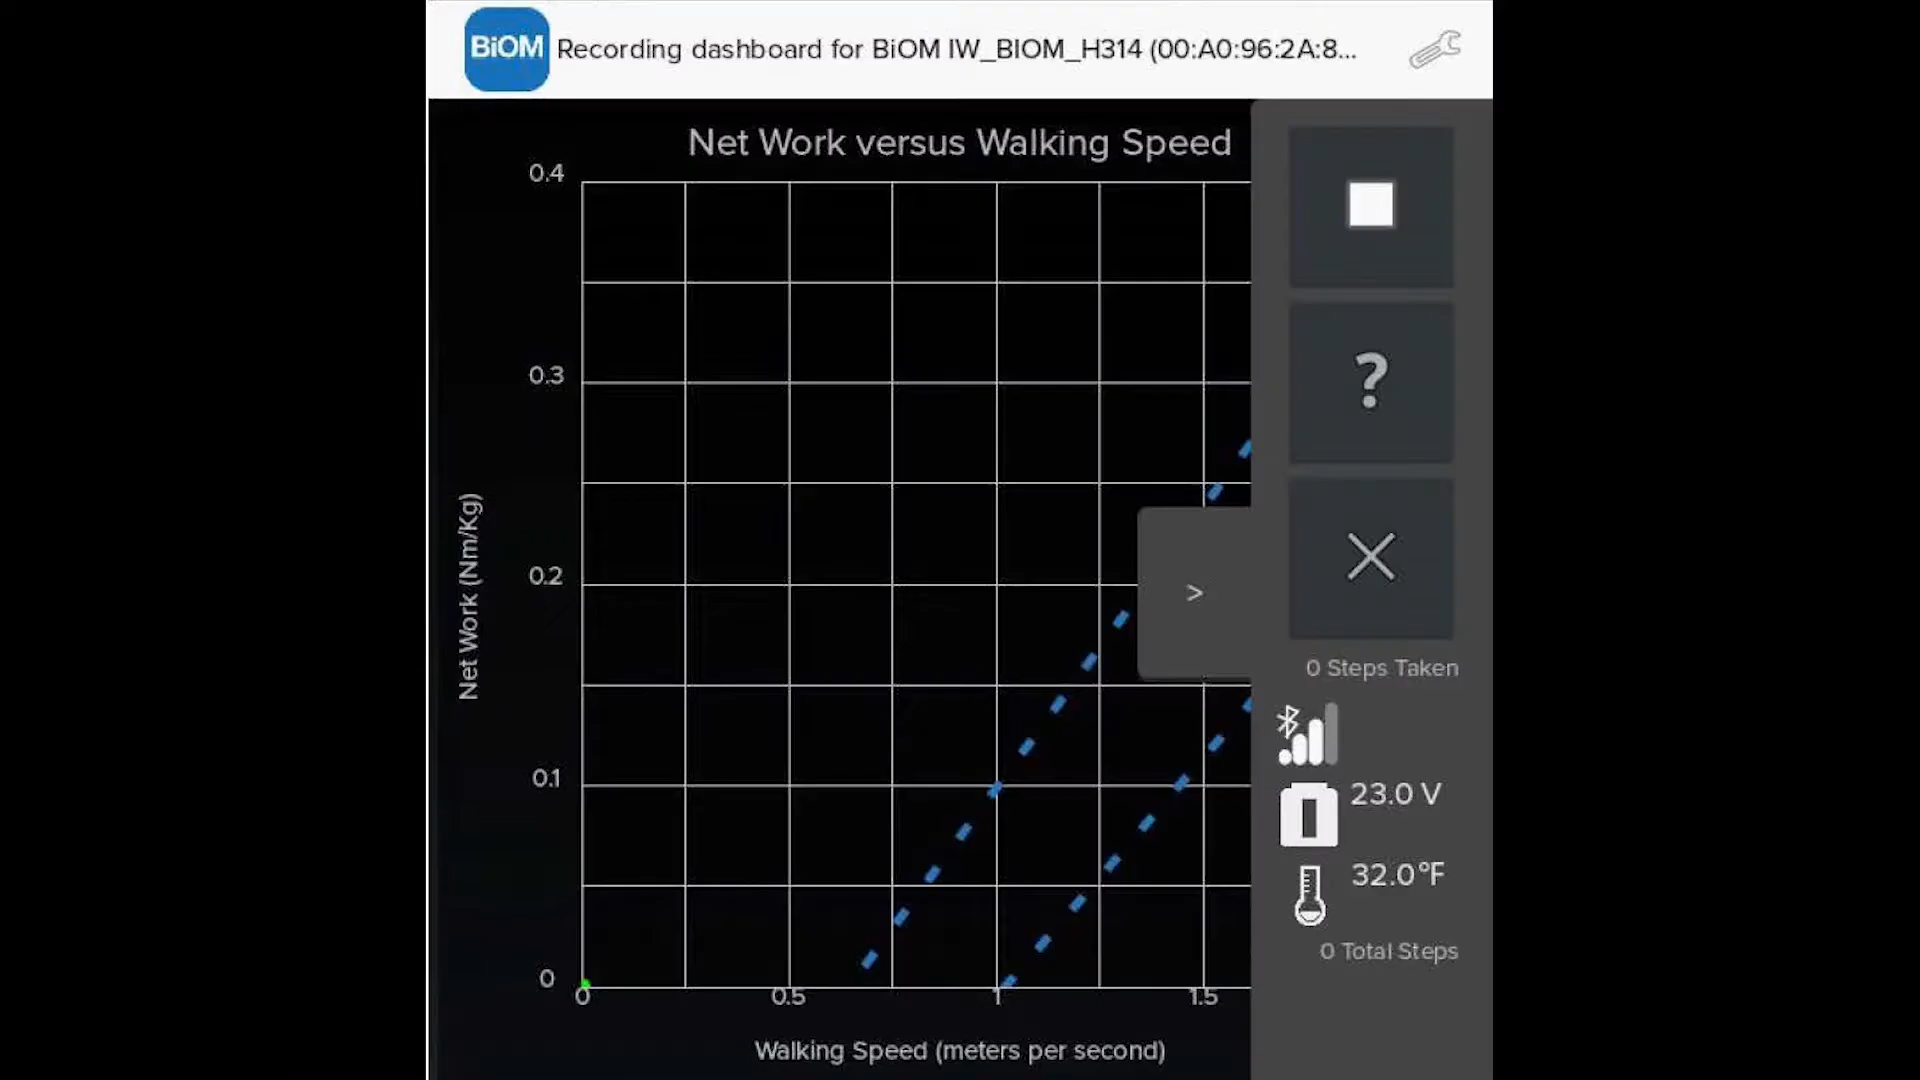 BiOM
Recording dashboard for BiOM IW_BIOM_H314 (00:A0:96:2A:8...
Net Work versus Walking Speed
0.4
0.3
0.2
0.1
0
Net Work (Nm/Kg)
0
0.5
1
1.5
Walking Speed (meters per second)
?
>
0 Steps Taken
23.0 V
32.0°F
0 Total Steps